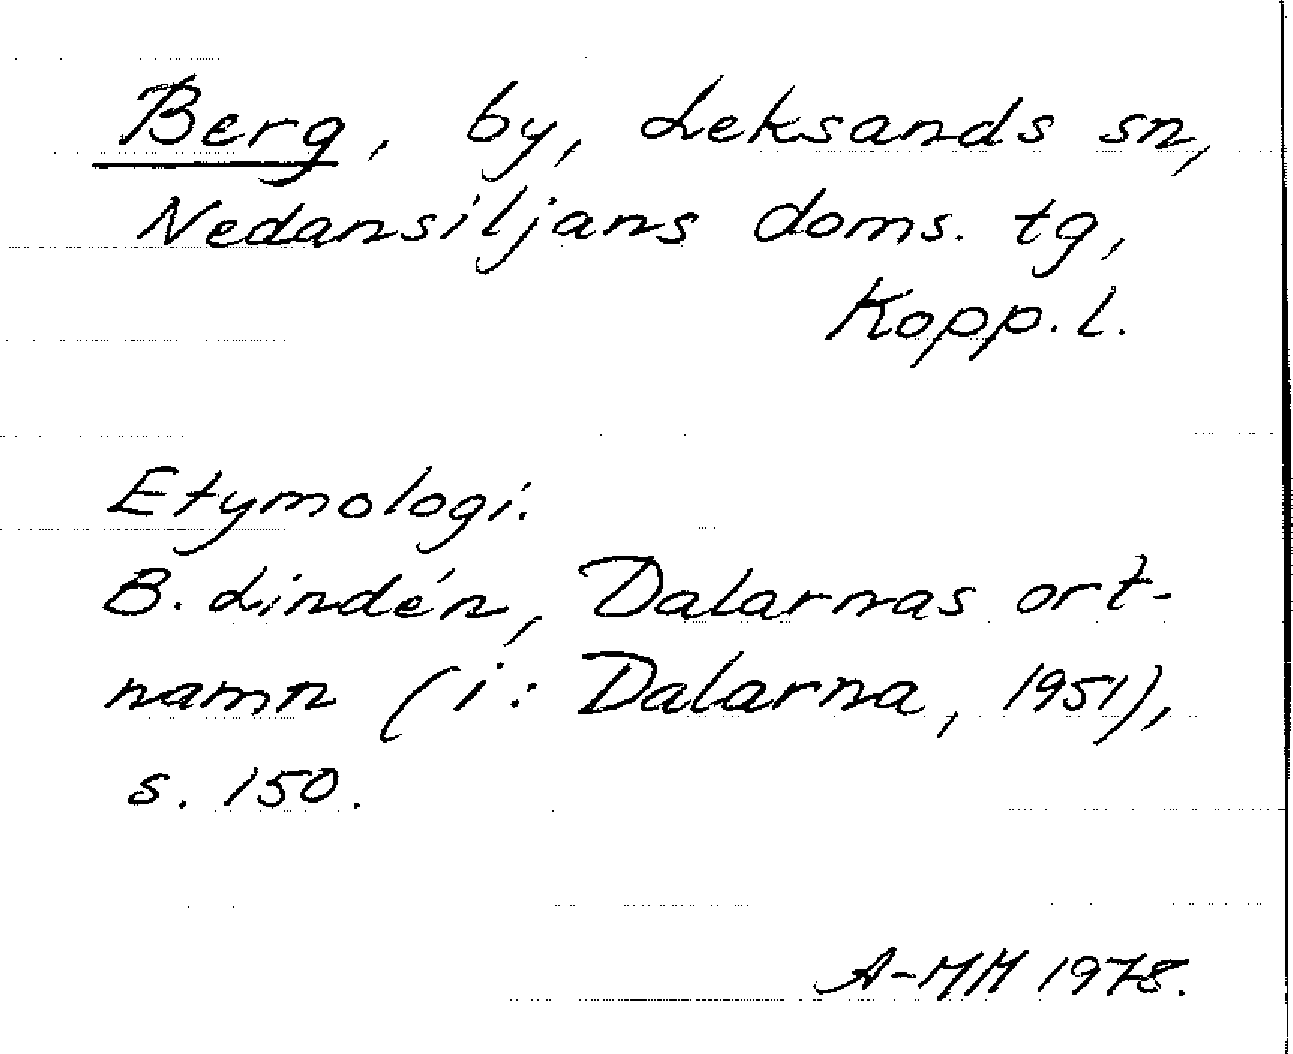 Berg, by, Leksands sn,
Nedansiljans doms. tg,
Kopp. l.
Etymologi.
B. Lindén, Dalarnas ort-
namn (i: Dalarna, 1951),
s. 150.
A-MH 1978.